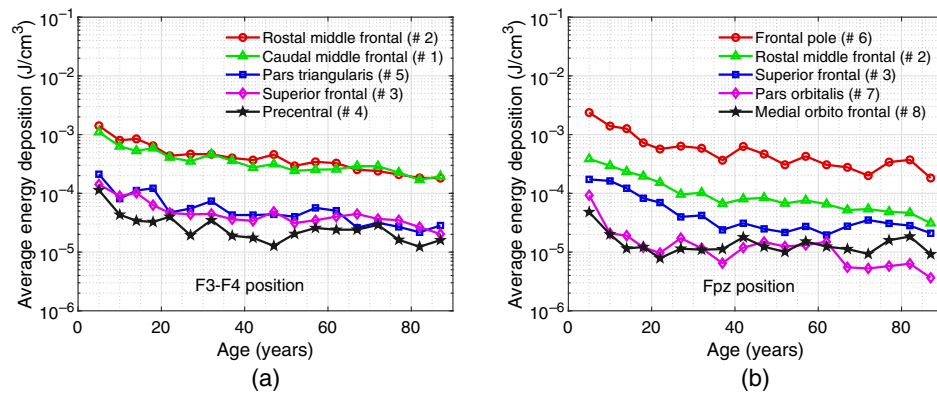 Average energy deposition (J/cm³)
10⁻¹
10⁻²
10⁻³
10⁻⁴
10⁻⁵
10⁻⁶
Rostal middle frontal (# 2)
Caudal middle frontal (# 1)
Pars triangularis (# 5)
Superior frontal (# 3)
Precentral (# 4)
F3-F4 position
0 20 40 60 80
Age (years)
(a)
Average energy deposition (J/cm³)
10⁻¹
10⁻²
10⁻³
10⁻⁴
10⁻⁵
10⁻⁶
Frontal pole (# 6)
Rostal middle frontal (# 2)
Superior frontal (# 3)
Pars orbitalis (# 7)
Medial orbito frontal (# 8)
Fpz position
0 20 40 60 80
Age (years)
(b)